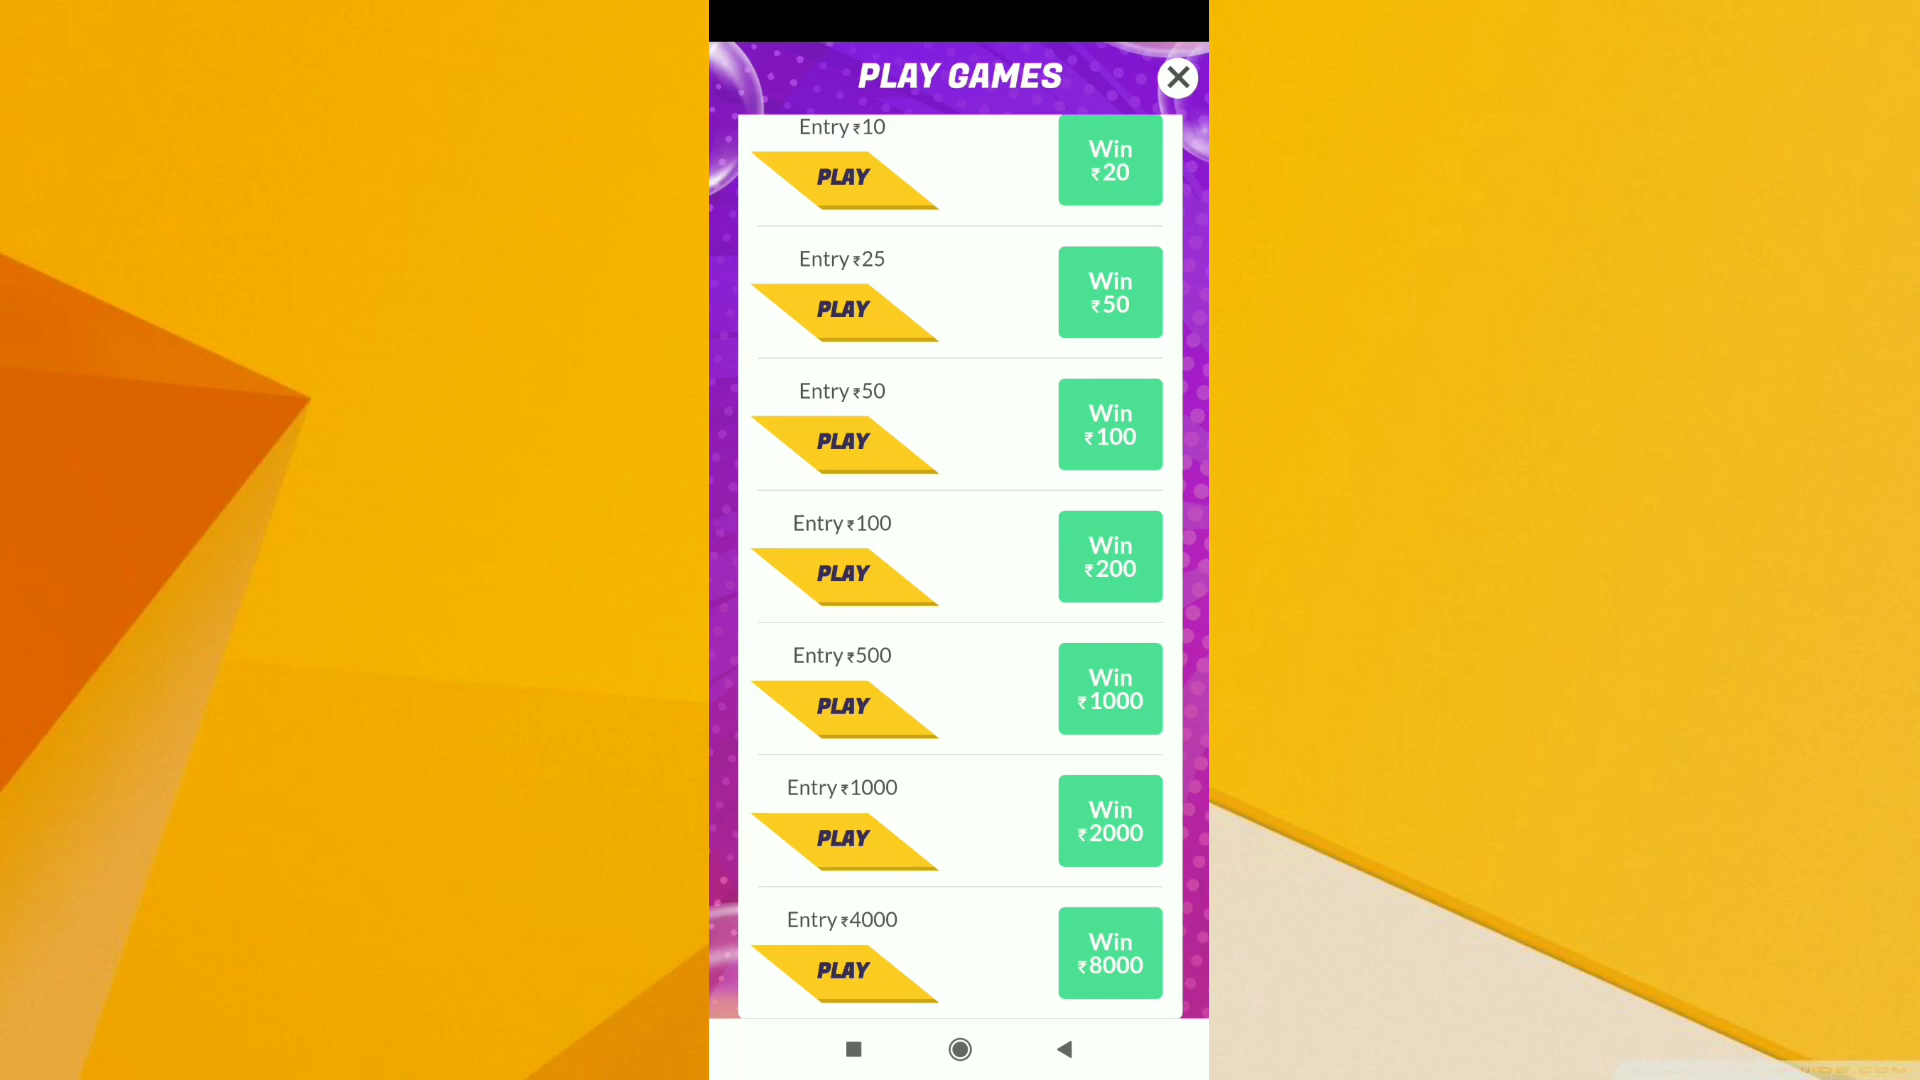 PLAY GAMES
Entry ₹10
Win
₹20
PLAY
Entry ₹25
Win
₹50
PLAY
Entry ₹50
Win
₹100
PLAY
Entry ₹100
Win
₹200
PLAY
Entry ₹500
Win
₹1000
PLAY
Entry ₹1000
Win
₹2000
PLAY
Entry ₹4000
Win
₹8000
PLAY